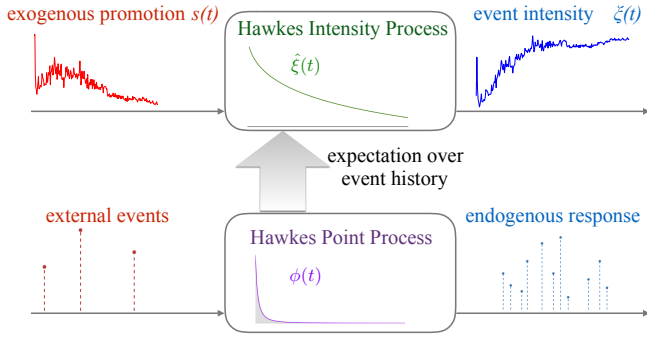 exogenous promotion s(t)
Hawkes Intensity Process
event intensity ξ(t)
ξ̂(t)
expectation over
event history
external events
Hawkes Point Process
endogenous response
ϕ(t)